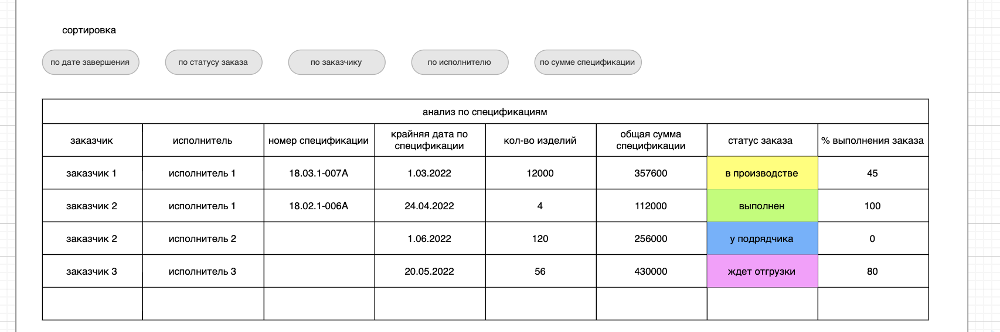 сортировка
по дате завершения по статусу заказа по заказчику по исполнителю по сумме спецификации
анализ по спецификациям
заказчик исполнитель номер спецификации крайняя дата по спецификации кол-во изделий общая сумма спецификации статус заказа % выполнения заказа
заказчик 1 исполнитель 1 18.03.1-007А 1.03.2022 12000 357600 в производстве 45
заказчик 2 исполнитель 1 18.02.1-006А 24.04.2022 4 112000 выполнен 100
заказчик 2 исполнитель 2 1.06.2022 120 256000 у подрядчика 0
заказчик 3 исполнитель 3 20.05.2022 56 430000 ждет отгрузки 80